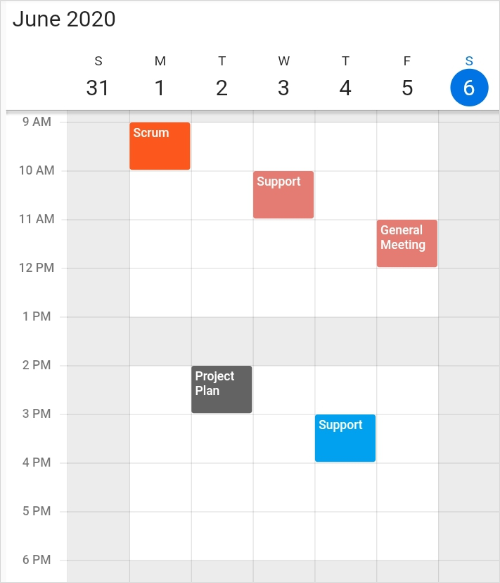 June 2020
S M T W T F S
31 1 2 3 4 5 6
9 AM
Scrum
10 AM
Support
11 AM
General
Meeting
12 PM
1 PM
2 PM
Project
Plan
3 PM
Support
4 PM
5 PM
6 PM